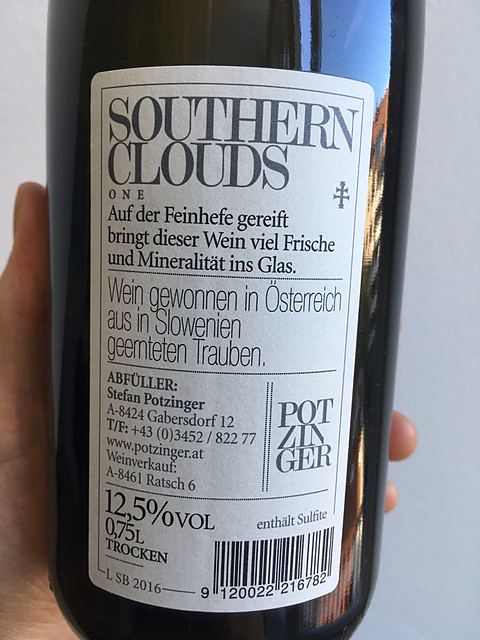 SOUTHERN
CLOUDS
ONE
Auf der Feinhefe gereift
bringt dieser Wein viel Frische
und Mineralität ins Glas.
Wein gewonnen in Österreich
aus in Slowenien
geernteten Trauben.
ABFÜLLER:
Stefan Potzinger
A-8424 Gabersdorf 12
T/F: +43 (0)3452 / 822 77
www.potzinger.at
Weinverkauf:
A-8461 Ratsch 6
POT
ZIN
GER
12,5%VOL
0,75L
TROCKEN
enthält Sulfite
L SB 2016
9 120022 216782